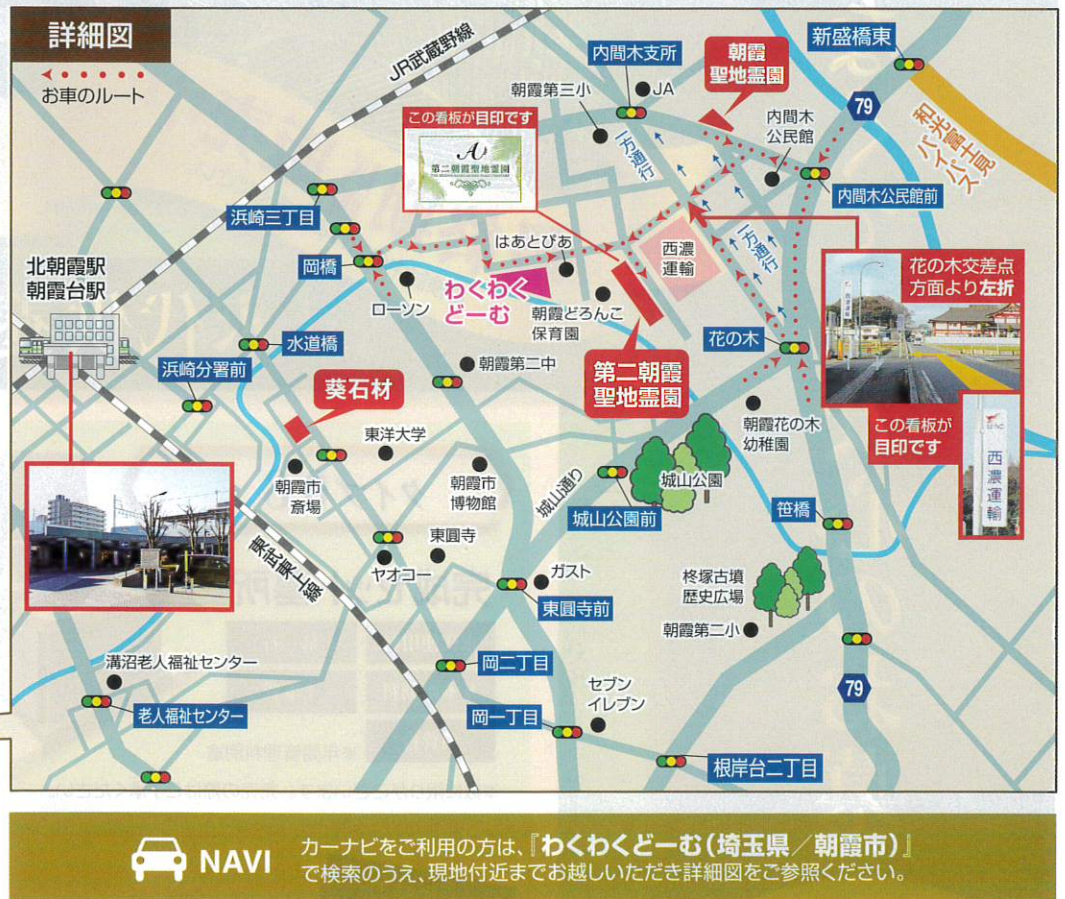 詳細図
お車のルート
JR武蔵野線
内間木支所
朝霞
聖地霊園
新盛橋東
朝霞第三小
JA
79
和光富士見
バイパス
この看板が目印です
A
第二朝霞聖地霊園
一方通行
内間木
公民館
内間木公民館前
浜崎三丁目
はあとぴあ
西濃
運輸
一方通行
花の木交差点
方面より左折
西濃運輸
北朝霞駅
朝霞台駅
岡橋
ローソン
わくわく
どーむ
朝霞どろんこ
保育園
花の木
水道橋
浜崎分署前
朝霞第二中
第二朝霞
聖地霊園
葵石材
朝霞花の木
幼稚園
この看板が
目印です
西濃運輸
東洋大学
朝霞市
斎場
朝霞市
博物館
城山通り
城山公園
城山公園前
笹橋
東武東上線
ヤオコー
東圓寺
ガスト
東圓寺前
柊塚古墳
歴史広場
朝霞第二小
溝沼老人福祉センター
老人福祉センター
岡二丁目
セブン
イレブン
岡一丁目
79
根岸台二丁目
NAVI
カーナビをご利用の方は、『わくわくどーむ(埼玉県／朝霞市)』
で検索のうえ、現地付近までお越しいただき詳細図をご参照ください。